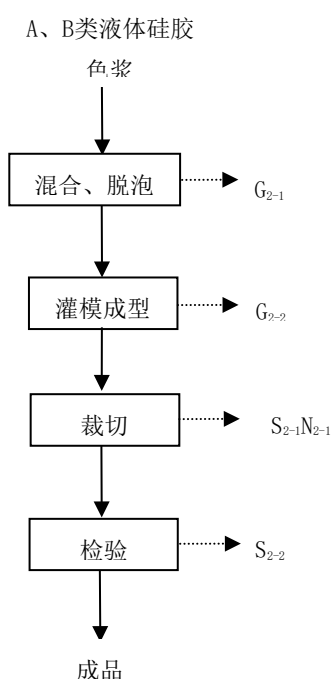 A、B类液体硅胶
色浆
混合、脱泡
G2-1
灌模成型
G2-2
裁切
S2-1N2-1
检验
S2-2
成品